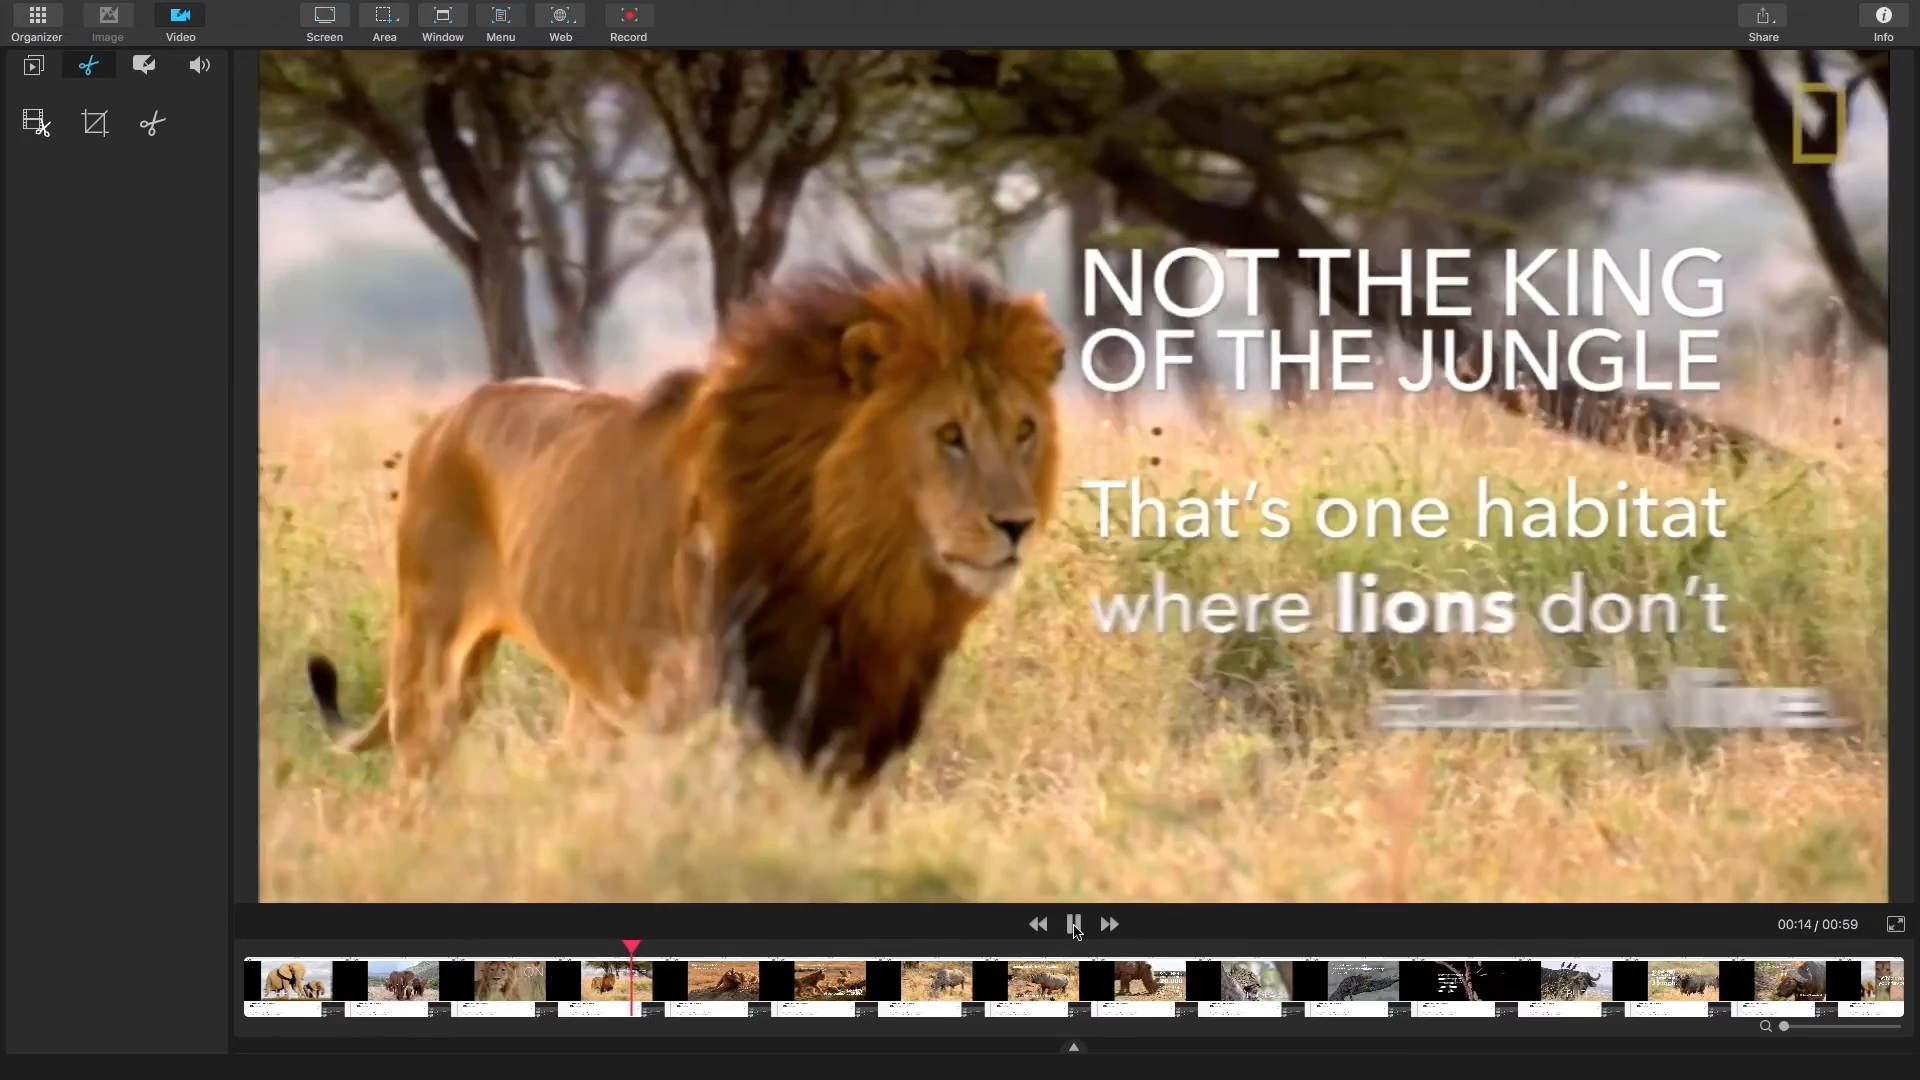 Organizer
Image
Video
Screen
Area
Window
Menu
Web
Record
Share
Info
NOT THE KING
OF THE JUNGLE
That's one habitat
where lions don't
00:14 / 00:59